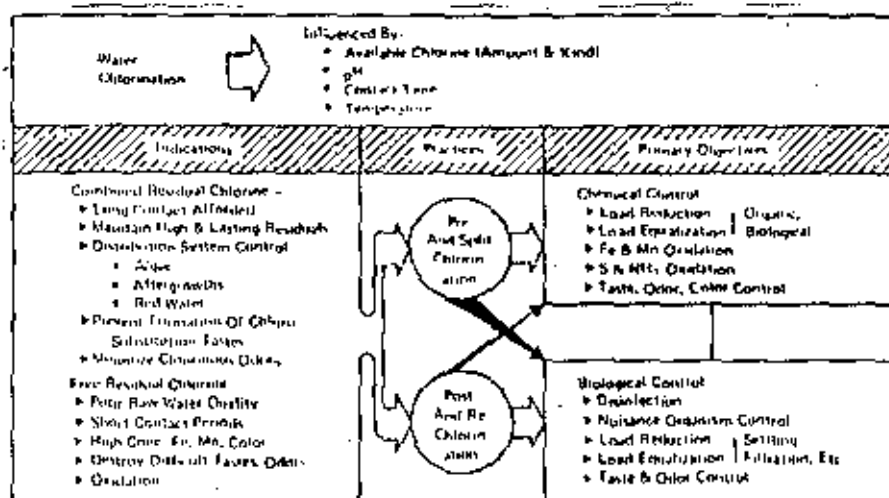 Water
Chlorination
Influenced By:
• Available Chlorine (Amount & Kind)
• pH
• Contact Time
• Temperature
Indications
Practices
Primary Objectives
Combined Residual Chlorine –
Long Contact Afforded
Maintain High & Lasting Residuals
Distribution System Control
• Algae
• Aftergrowths
• Red Water
Prevent Formation Of Chloro
Substitution Tastes
Minimize Chlorinous Odors
Free Residual Chlorine
Poor Raw Water Quality
Short Contact Periods
High Conc. Fe, Mn, Color
Destroy Difficult Tastes, Odors
Oxidation
Pre
And Split
Chlorin
ation
Post
And Re
Chlorin
ation
Chemical Control
Load Reduction
Load Equalization
Organic,
Biological
Fe & Mn Oxidation
S & NH₃ Oxidation
Taste, Odor, Color Control
Biological Control
Disinfection
Nuisance Organism Control
Load Reduction
Load Equalization
Settling
Filtration, Etc
Taste & Odor Control